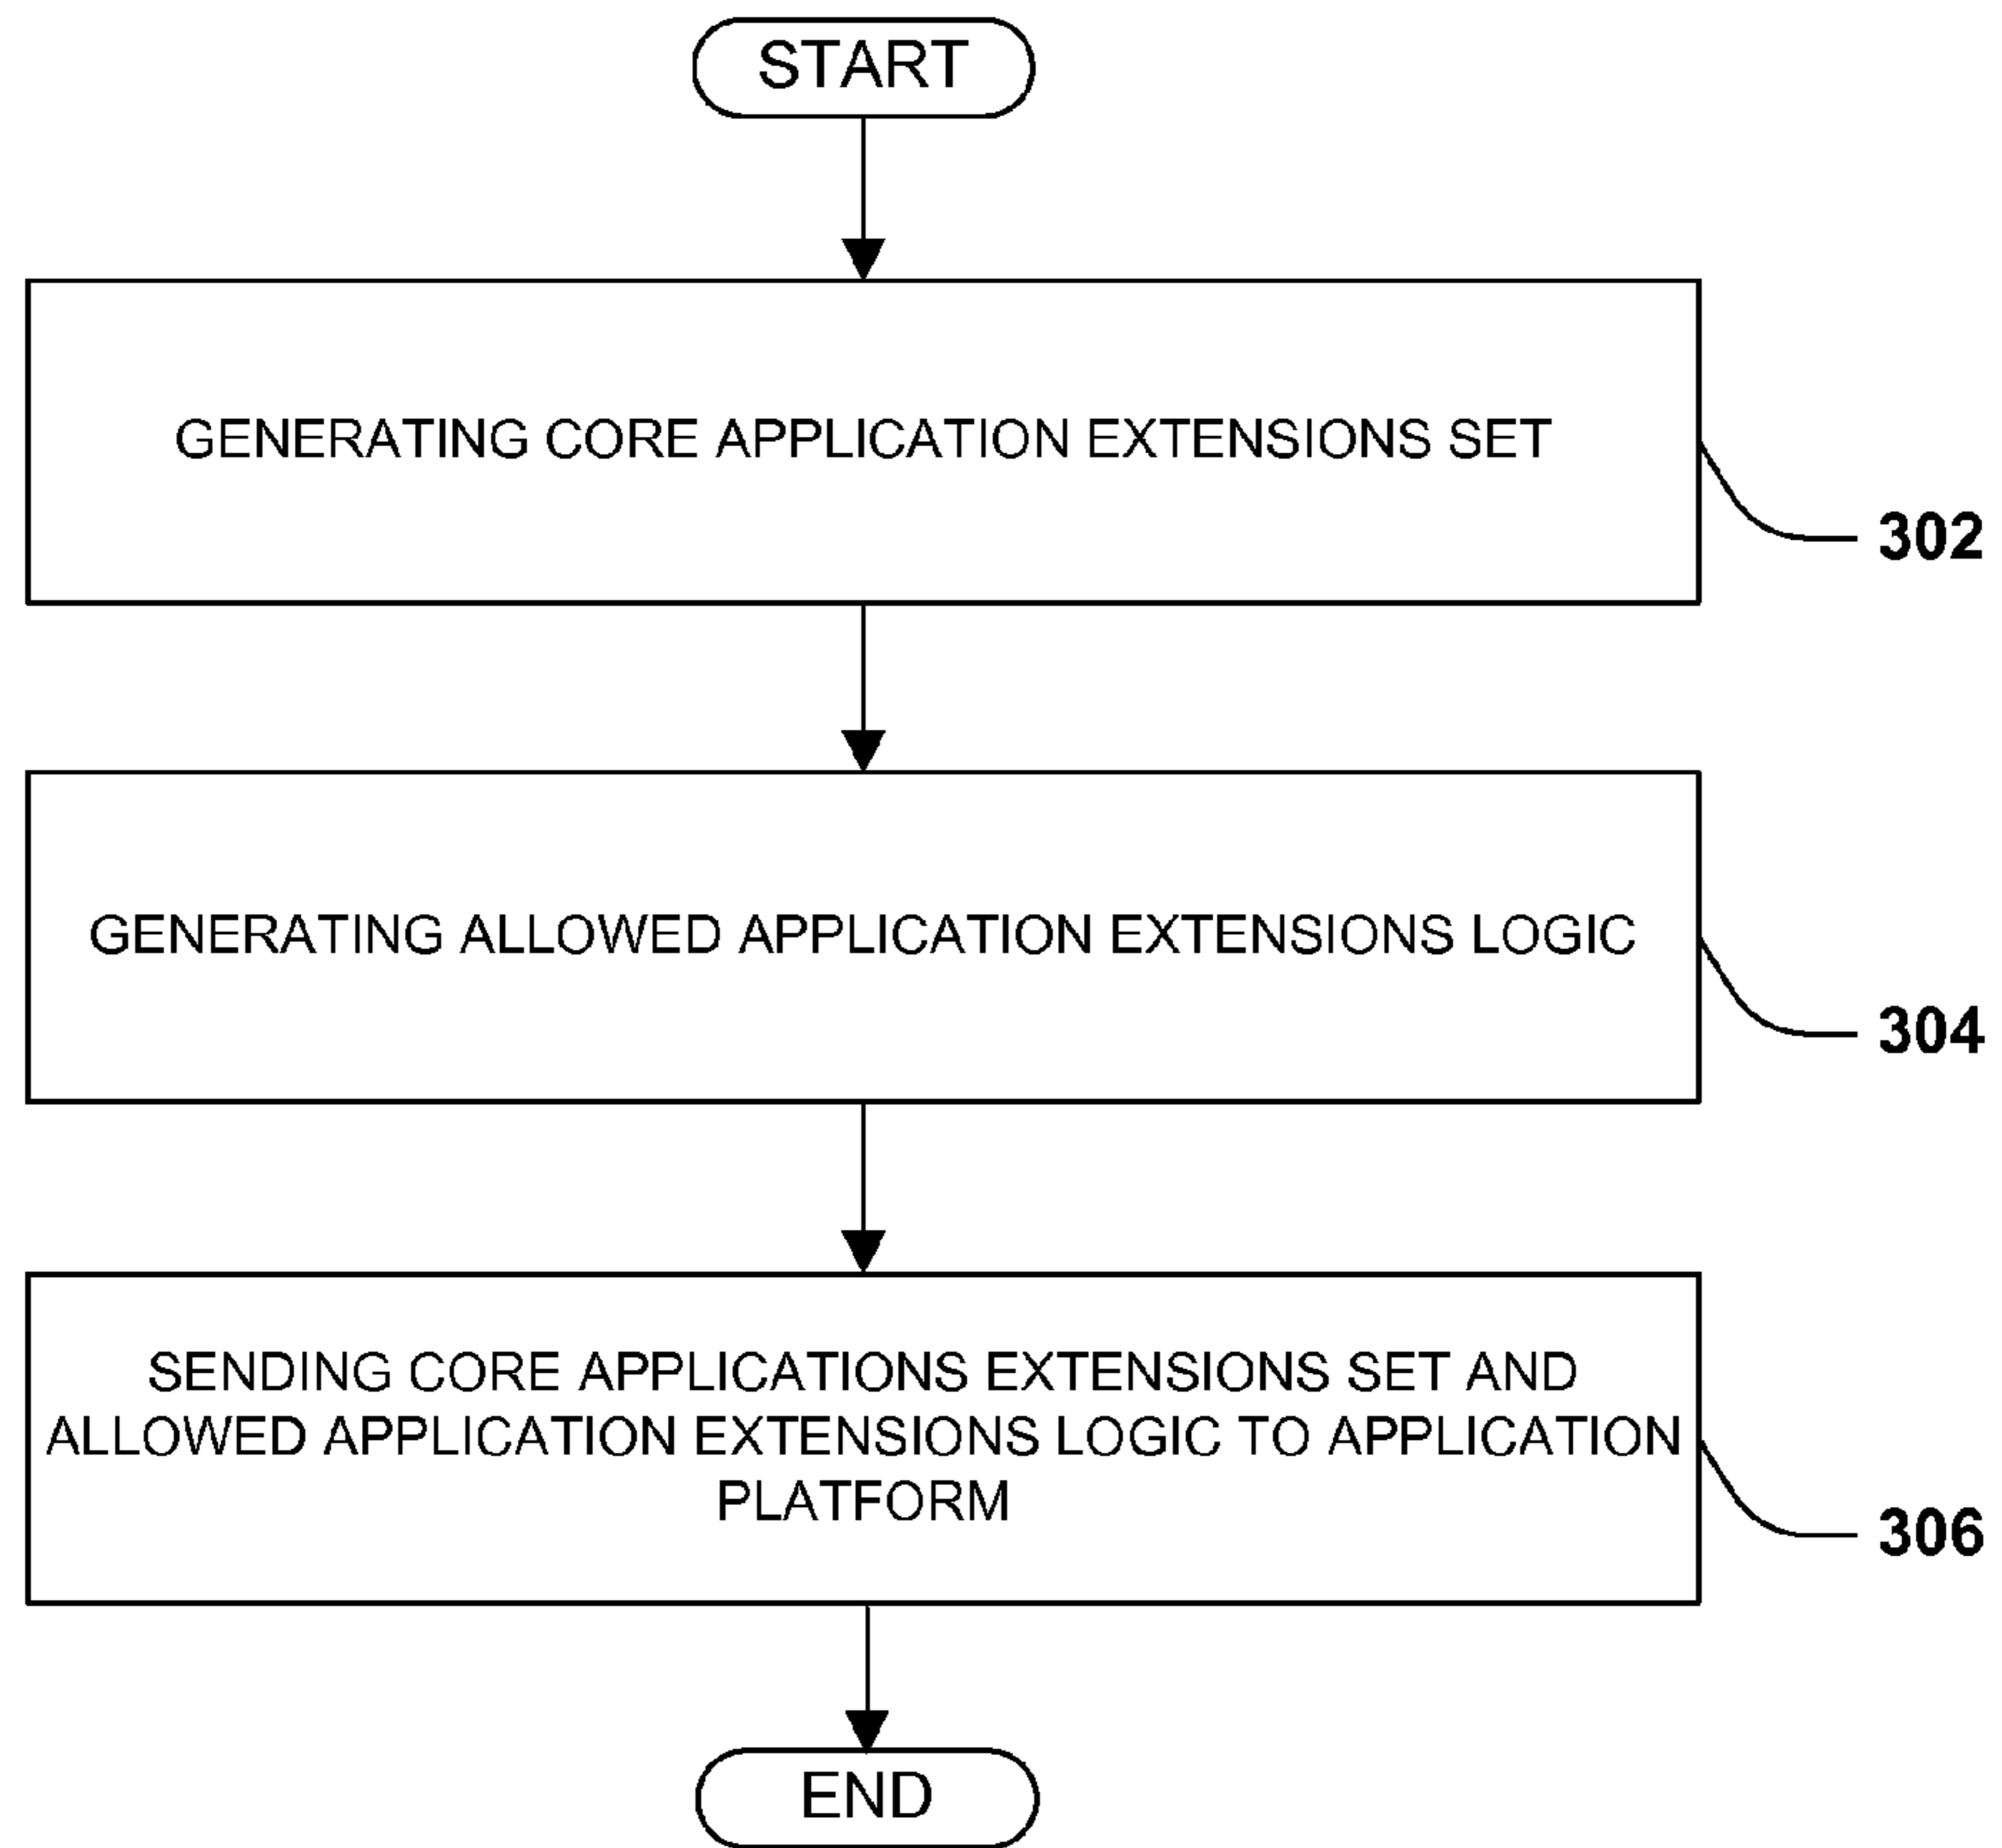 START
GENERATING CORE APPLICATION EXTENSIONS SET
302
GENERATING ALLOWED APPLICATION EXTENSIONS LOGIC
304
SENDING CORE APPLICATIONS EXTENSIONS SET AND
ALLOWED APPLICATION EXTENSIONS LOGIC TO APPLICATION
PLATFORM
306
END